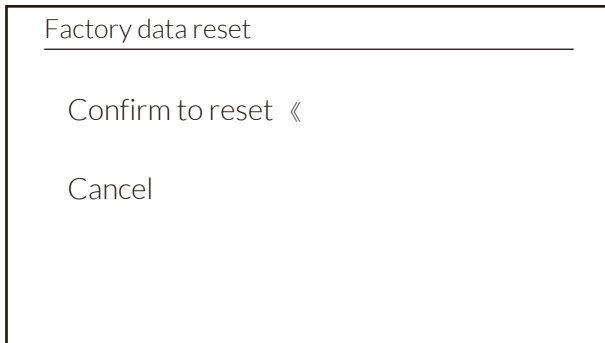 Factory data reset
Confirm to reset 《
Cancel